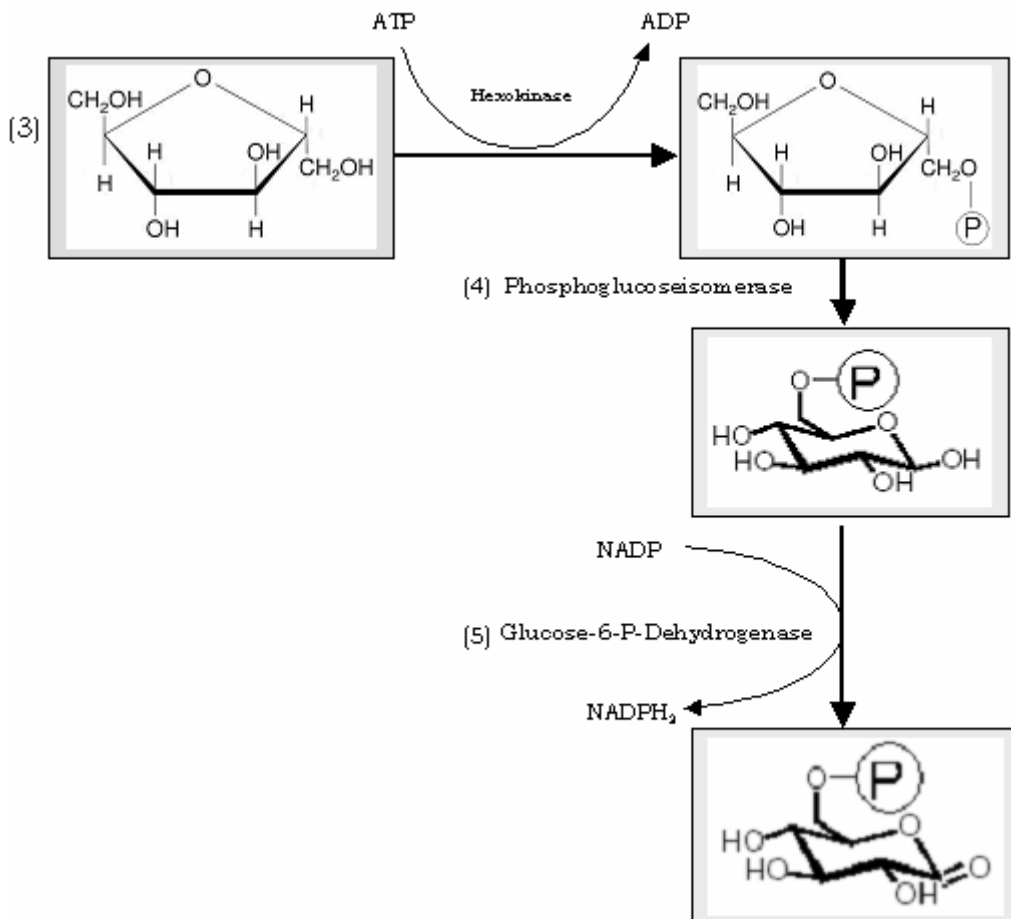 ATP ADP
Hexokinase
(3)
O
CH₂OH H
H OH
CH₂OH
H
OH H
O
CH₂OH H
OH
CH₂O
H
OH H
P
(4) Phosphoglucoseisomerase
O P
HO O
HO OH
OH
NADP
(5) Glucose-6-P-Dehydrogenase
NADPH₂
O P
HO O
HO O
OH